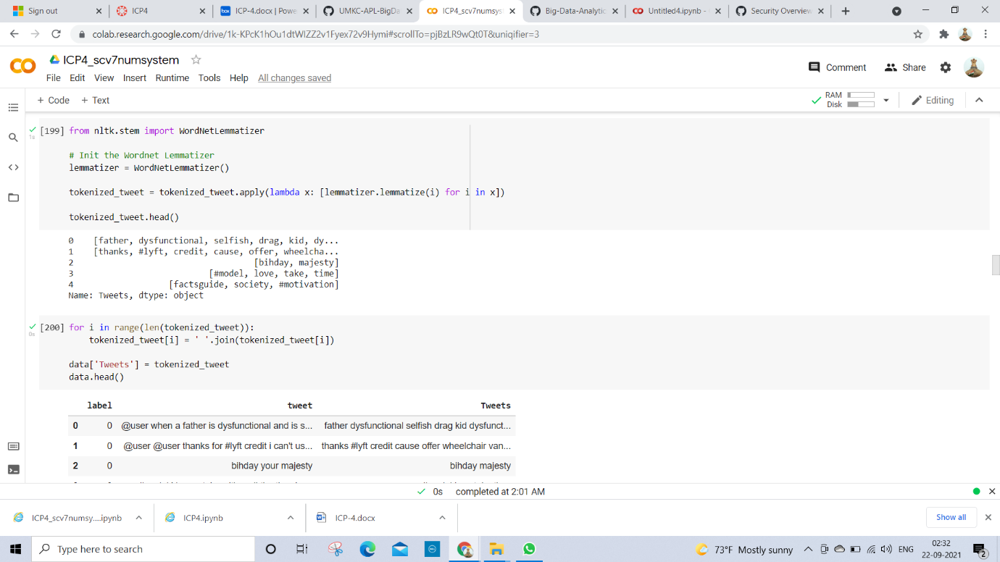 Sign out
ICP4
ICP-4.docx | Powe
UMKC-APL-BigDa
ICP4_scv7numsyst
Big-Data-Analytic
Untitled4.ipynb -
Security Overview
colab.research.google.com/drive/1k-KPcK1hOu1dtWIZZ2v1Fyex72v9Hymi#scrollTo=pjBzLR9wQt0T&uniqifier=3
ICP4_scv7numsystem
File Edit View Insert Runtime Tools Help All changes saved
Comment Share
+ Code + Text
RAM
Disk
Editing
[199] from nltk.stem import WordNetLemmatizer
1s
# Init the Wordnet Lemmatizer
lemmatizer = WordNetLemmatizer()
tokenized_tweet = tokenized_tweet.apply(lambda x: [lemmatizer.lemmatize(i) for i in x])
tokenized_tweet.head()
0 [father, dysfunctional, selfish, drag, kid, dy...
1 [thanks, #lyft, credit, cause, offer, wheelcha...
2 [bihday, majesty]
3 [#model, love, take, time]
4 [factsguide, society, #motivation]
Name: Tweets, dtype: object
[200] for i in range(len(tokenized_tweet)):
0s
tokenized_tweet[i] = ' '.join(tokenized_tweet[i])
data['Tweets'] = tokenized_tweet
data.head()
label tweet Tweets
0 0 @user when a father is dysfunctional and is s... father dysfunctional selfish drag kid dysfunct...
1 0 @user @user thanks for #lyft credit i can't us... thanks #lyft credit cause offer wheelchair van...
2 0 bihday your majesty bihday majesty
0s completed at 2:01 AM
ICP4_scv7numsy....ipynb
ICP4.ipynb
ICP-4.docx
Show all
Type here to search
73°F Mostly sunny
ENG
02:32
22-09-2021
2